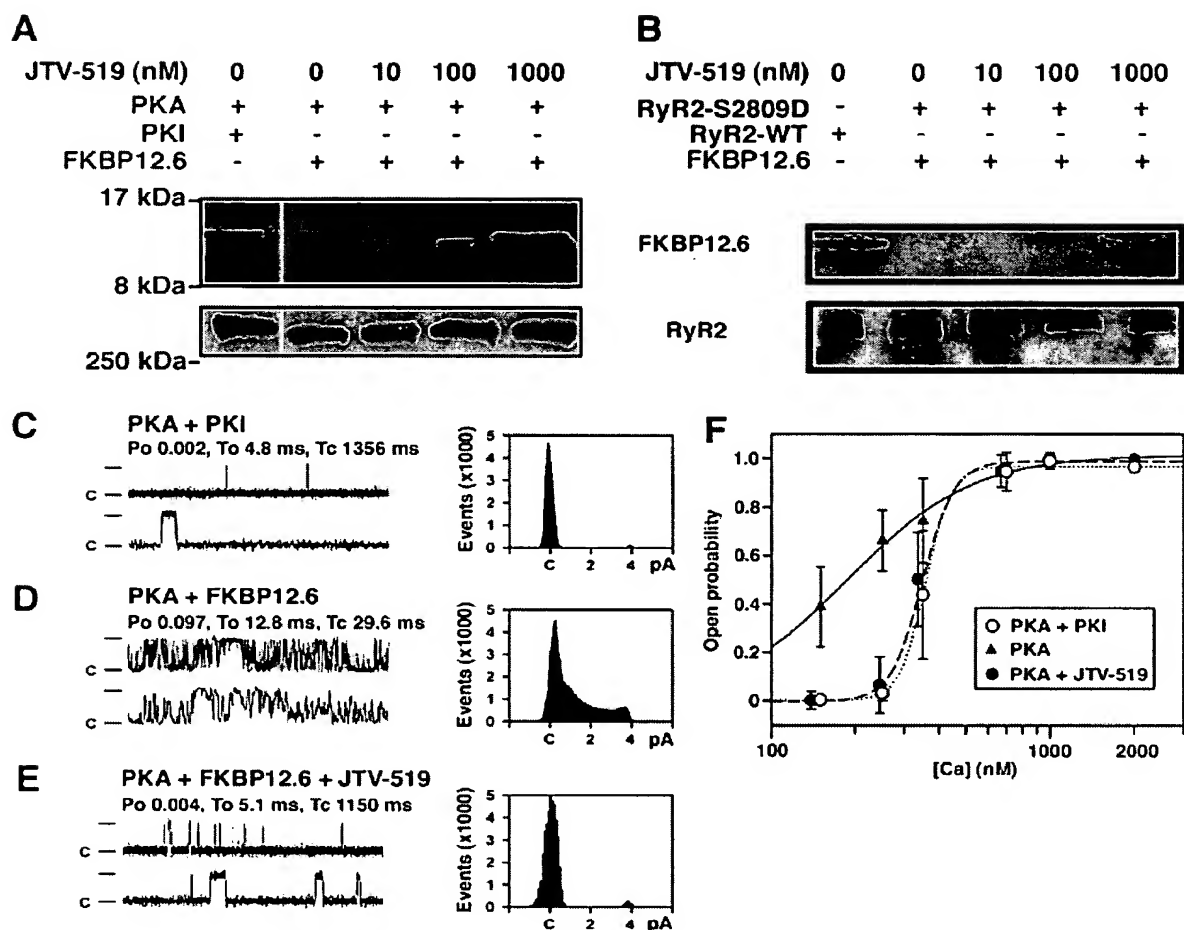 A
JTV-519 (nM) 0 0 10 100 1000
PKA + + + + +
PKI + - - - -
FKBP12.6 - + + + +
17 kDa
8 kDa
250 kDa
B
JTV-519 (nM) 0 0 10 100 1000
RyR2-S2809D - + + + +
RyR2-WT + - - - -
FKBP12.6 - + + + +
FKBP12.6
RyR2
C
PKA + PKI
Po 0.002, To 4.8 ms, Tc 1356 ms
c
c
Events (x1000)
5
4
3
2
1
0
C 2 4 pA
D
PKA + FKBP12.6
Po 0.097, To 12.8 ms, Tc 29.6 ms
c
c
Events (x1000)
5
4
3
2
1
0
C 2 4 pA
E
PKA + FKBP12.6 + JTV-519
Po 0.004, To 5.1 ms, Tc 1150 ms
c
c
Events (x1000)
5
4
3
2
1
0
C 2 4 pA
F
Open probability
1.0
0.8
0.6
0.4
0.2
0
PKA + PKI
PKA
PKA + JTV-519
100 1000 2000
[Ca] (nM)